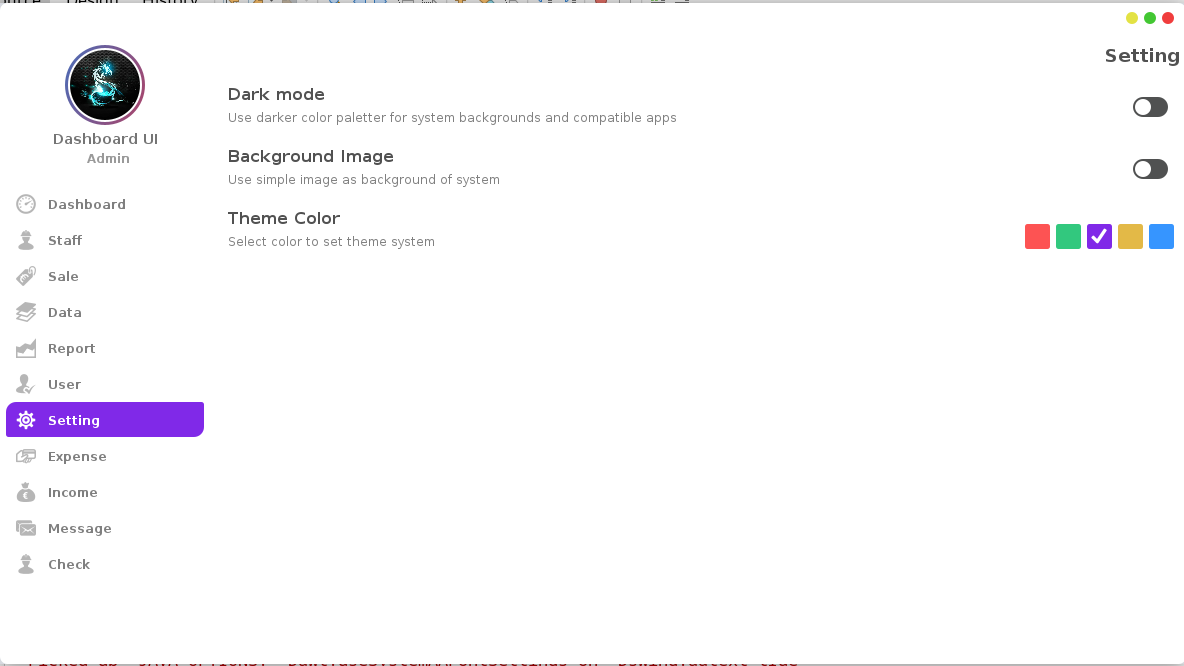 Design History
Setting
Dashboard UI
Admin
Dashboard
Staff
Sale
Data
Report
User
Setting
Expense
Income
Message
Check
Dark mode
Use darker color paletter for system backgrounds and compatible apps
Background Image
Use simple image as background of system
Theme Color
Select color to set theme system